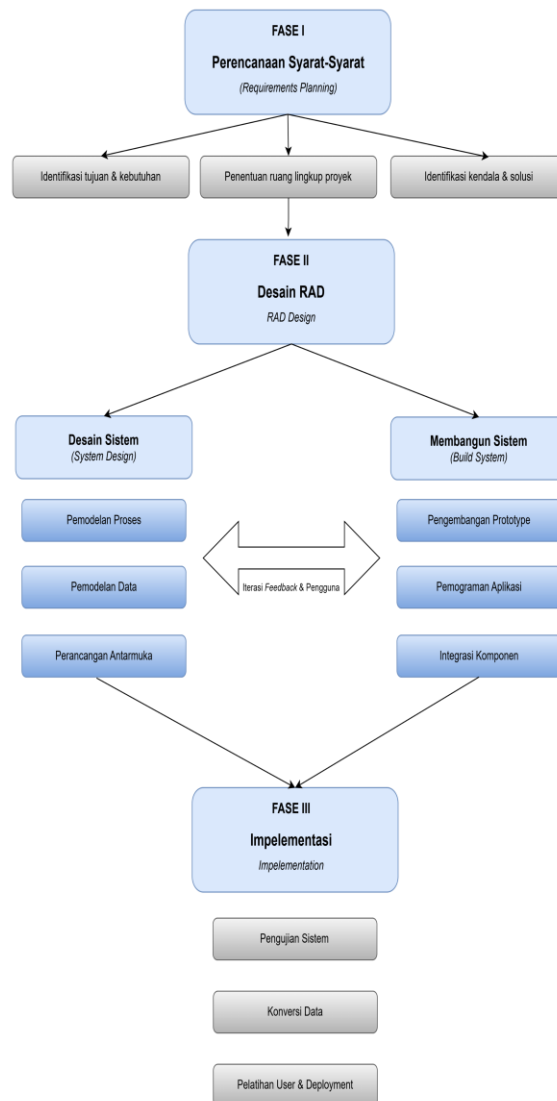 FASE I
Perencanaan Syarat-Syarat
(Requirements Planning)
Identifikasi tujuan & kebutuhan
Penentuan ruang lingkup proyek
Identifikasi kendala & solusi
FASE II
Desain RAD
RAD Design
Desain Sistem
(System Design)
Membangun Sistem
(Build System)
Pemodelan Proses
Pengembangan Prototype
Iterasi Feedback & Pengguna
Pemodelan Data
Pemograman Aplikasi
Perancangan Antarmuka
Integrasi Komponen
FASE III
Impelementasi
Impelementation
Pengujian Sistem
Konversi Data
Pelatihan User & Deployment